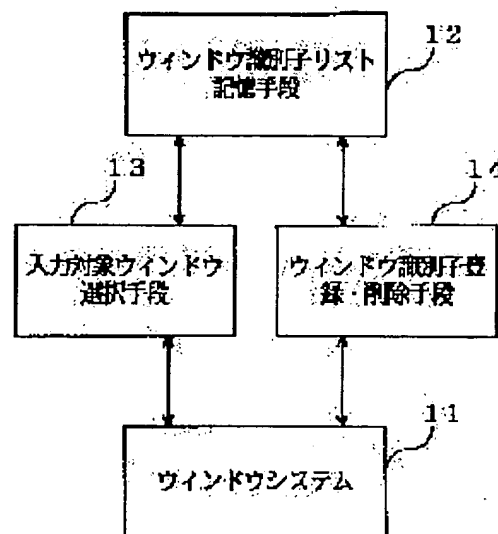 12
ウィンドウ識別子リスト
記憶手段
13
14
入力対象ウィンドウ
選択手段
ウィンドウ識別子登
録・削除手段
11
ウィンドウシステム